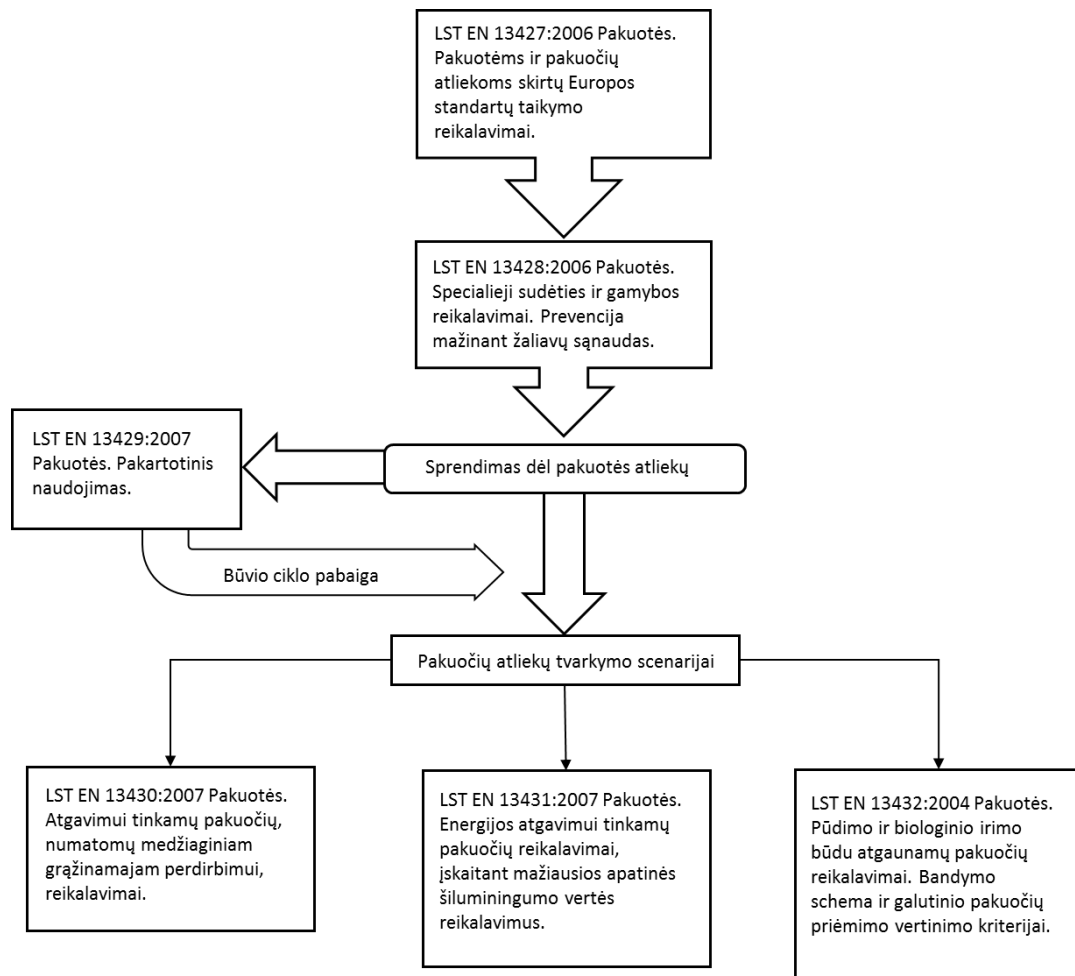 LST EN 13427:2006 Pakuotės.
Pakuotėms ir pakuočių
atliekoms skirtų Europos
standartų taikymo
reikalavimai.
LST EN 13428:2006 Pakuotės.
Specialieji sudėties ir gamybos
reikalavimai. Prevencija
mažinant žaliavų sąnaudas.
LST EN 13429:2007
Pakuotės. Pakartotinis
naudojimas.
Sprendimas dėl pakuotės atliekų
Būvio ciklo pabaiga
Pakuočių atliekų tvarkymo scenarijai
LST EN 13430:2007 Pakuotės.
Atgavimui tinkamų pakuočių,
numatomų medžiaginiam
grąžinamajam perdirbimui,
reikalavimai.
LST EN 13431:2007 Pakuotės.
Energijos atgavimui tinkamų
pakuočių reikalavimai,
įskaitant mažiausios apatinės
šiluminingumo vertės
reikalavimus.
LST EN 13432:2004 Pakuotės.
Pūdimo ir biologinio irimo
būdu atgaunamų pakuočių
reikalavimai. Bandymo
schema ir galutinio pakuočių
priėmimo vertinimo kriterijai.